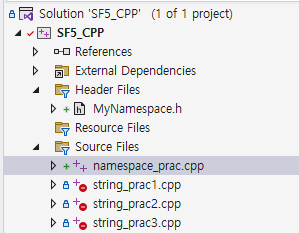 Solution 'SF5_CPP' (1 of 1 project)
SF5_CPP
References
External Dependencies
Header Files
MyNamespace.h
Resource Files
Source Files
namespace_prac.cpp
string_prac1.cpp
string_prac2.cpp
string_prac3.cpp